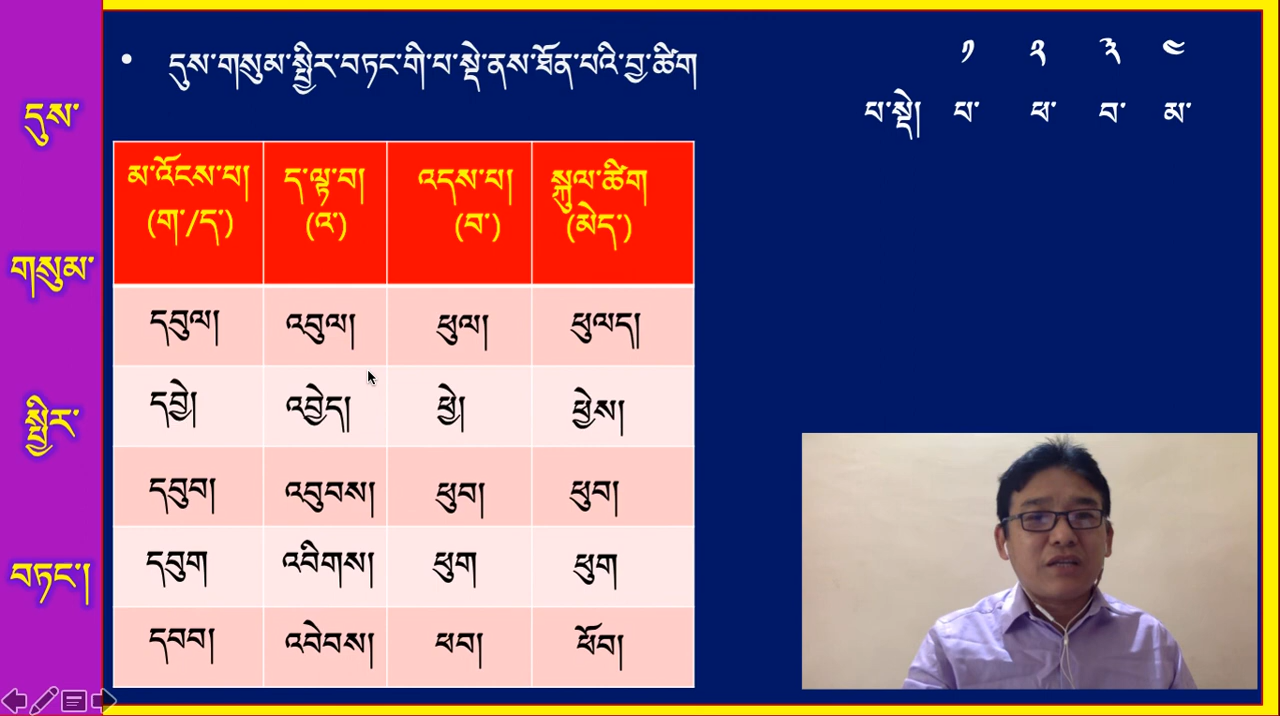 དུས་
གསུམ་
སྤྱིར་
བཏང་།
• དུས་གསུམ་སྤྱིར་བཏང་གི་པ་སྡེ་ནས་ཐོན་པའི་བྱ་ཚིག
༡ ༢ ༣ ༤
པ་སྡེ། པ་ ཕ་ བ་ མ་
མ་འོངས་པ། ད་ལྟ་བ། འདས་པ། སྐུལ་ཚིག
(ག་/ད་) (འ་) (བ་) (མེད་)
དབུལ། འབུལ། ཕུལ། ཕུལད།
དབྱེ། འབྱེད། ཕྱེ། ཕྱེས།
དབུབ། འབུབས། ཕུབ། ཕུབ།
དབུག འབིགས། ཕུག ཕུག
དབབ། འབེབས། ཕབ། ཕོབ།